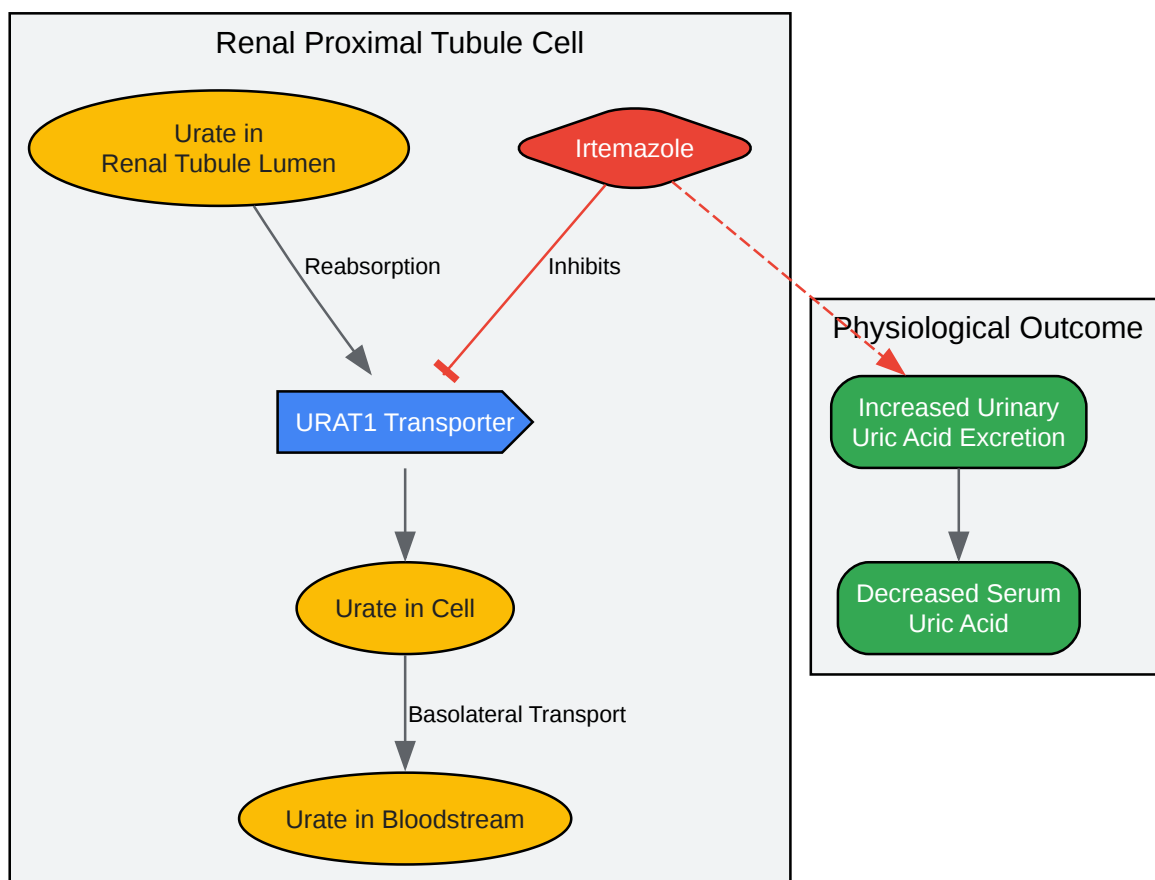 Renal Proximal Tubule Cell
Urate in
Renal Tubule Lumen
Irtemazole
Reabsorption
Inhibits
Physiological Outcome
URAT1 Transporter
Increased Urinary
Uric Acid Excretion
Urate in Cell
Decreased Serum
Uric Acid
Basolateral Transport
Urate in Bloodstream